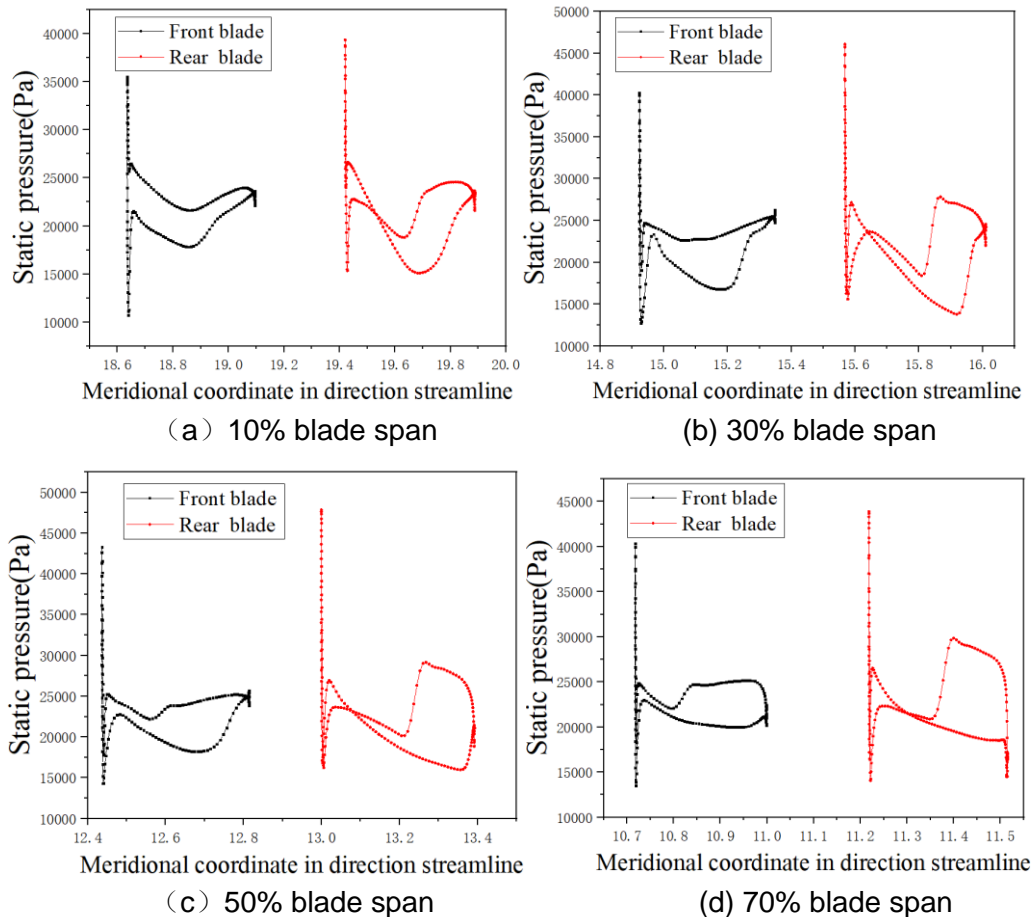 Front blade
Rear blade
Static pressure(Pa)
40000
35000
30000
25000
20000
15000
10000
18.6 18.8 19.0 19.2 19.4 19.6 19.8 20.0
Meridional coordinate in direction streamline
（a）10% blade span
Front blade
Rear blade
Static pressure(Pa)
50000
45000
40000
35000
30000
25000
20000
15000
10000
14.8 15.0 15.2 15.4 15.6 15.8 16.0
Meridional coordinate in direction streamline
(b) 30% blade span
Front blade
Rear blade
Static pressure(Pa)
50000
45000
40000
35000
30000
25000
20000
15000
10000
12.4 12.6 12.8 13.0 13.2 13.4
Meridional coordinate in direction streamline
（c）50% blade span
Front blade
Rear blade
Static pressure(Pa)
45000
40000
35000
30000
25000
20000
15000
10000
10.7 10.8 10.9 11.0 11.1 11.2 11.3 11.4 11.5
Meridional coordinate in direction streamline
(d) 70% blade span